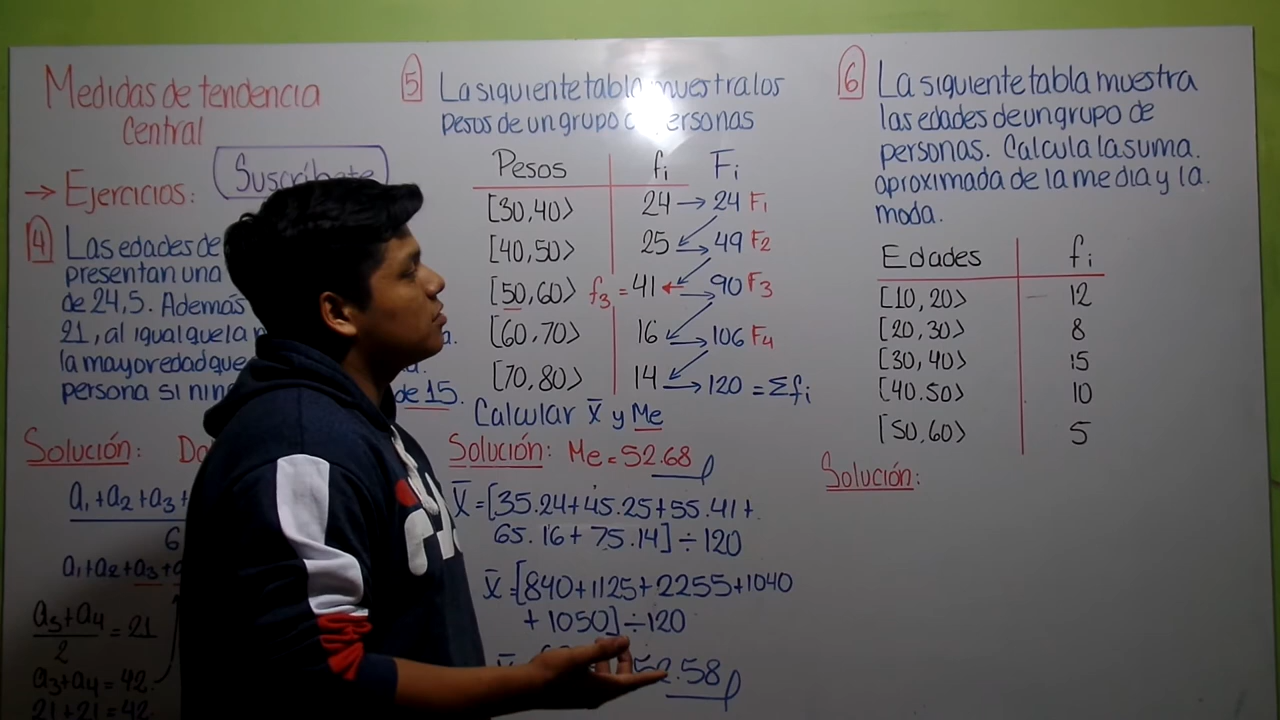 Medidas de tendencia
Central
Suscríbete
→ Ejercicios:
4 Las edades de
presentan una
de 24,5. Además
21, al igual que la
la mayor edad que
persona si nin de 15.
Solución:
a₁+a₂+a₃+
6
a₁+a₂+a₃+
a₃+a₄ = 21
2
a₃+a₄=42
21+21=42
5 La siguiente tabla muestra los
pesos de un grupo personas
Pesos fi Fi
[30,40> 24 → 24 F₁
[40,50> 25 49 F₂
[50,60> f₃ = 41 90 F₃
[60,70> 16 106 F₄
[70,80> 14 → 120 = Σfi
Calcular x̄ y Me
Solución: Me = 52.68
x̄ = [35.24+45.25+55.41+
65.16+75.14] ÷ 120
x̄ = [840+1125+2255+1040
+1050] ÷ 120
52.58
6 La siguiente tabla muestra
las edades de un grupo de
personas. Calcula la suma.
aproximada de la media y la.
moda.
Edades fi
[10,20> 12
[20,30> 8
[30,40> 15
[40.50> 10
[50,60> 5
Solución: